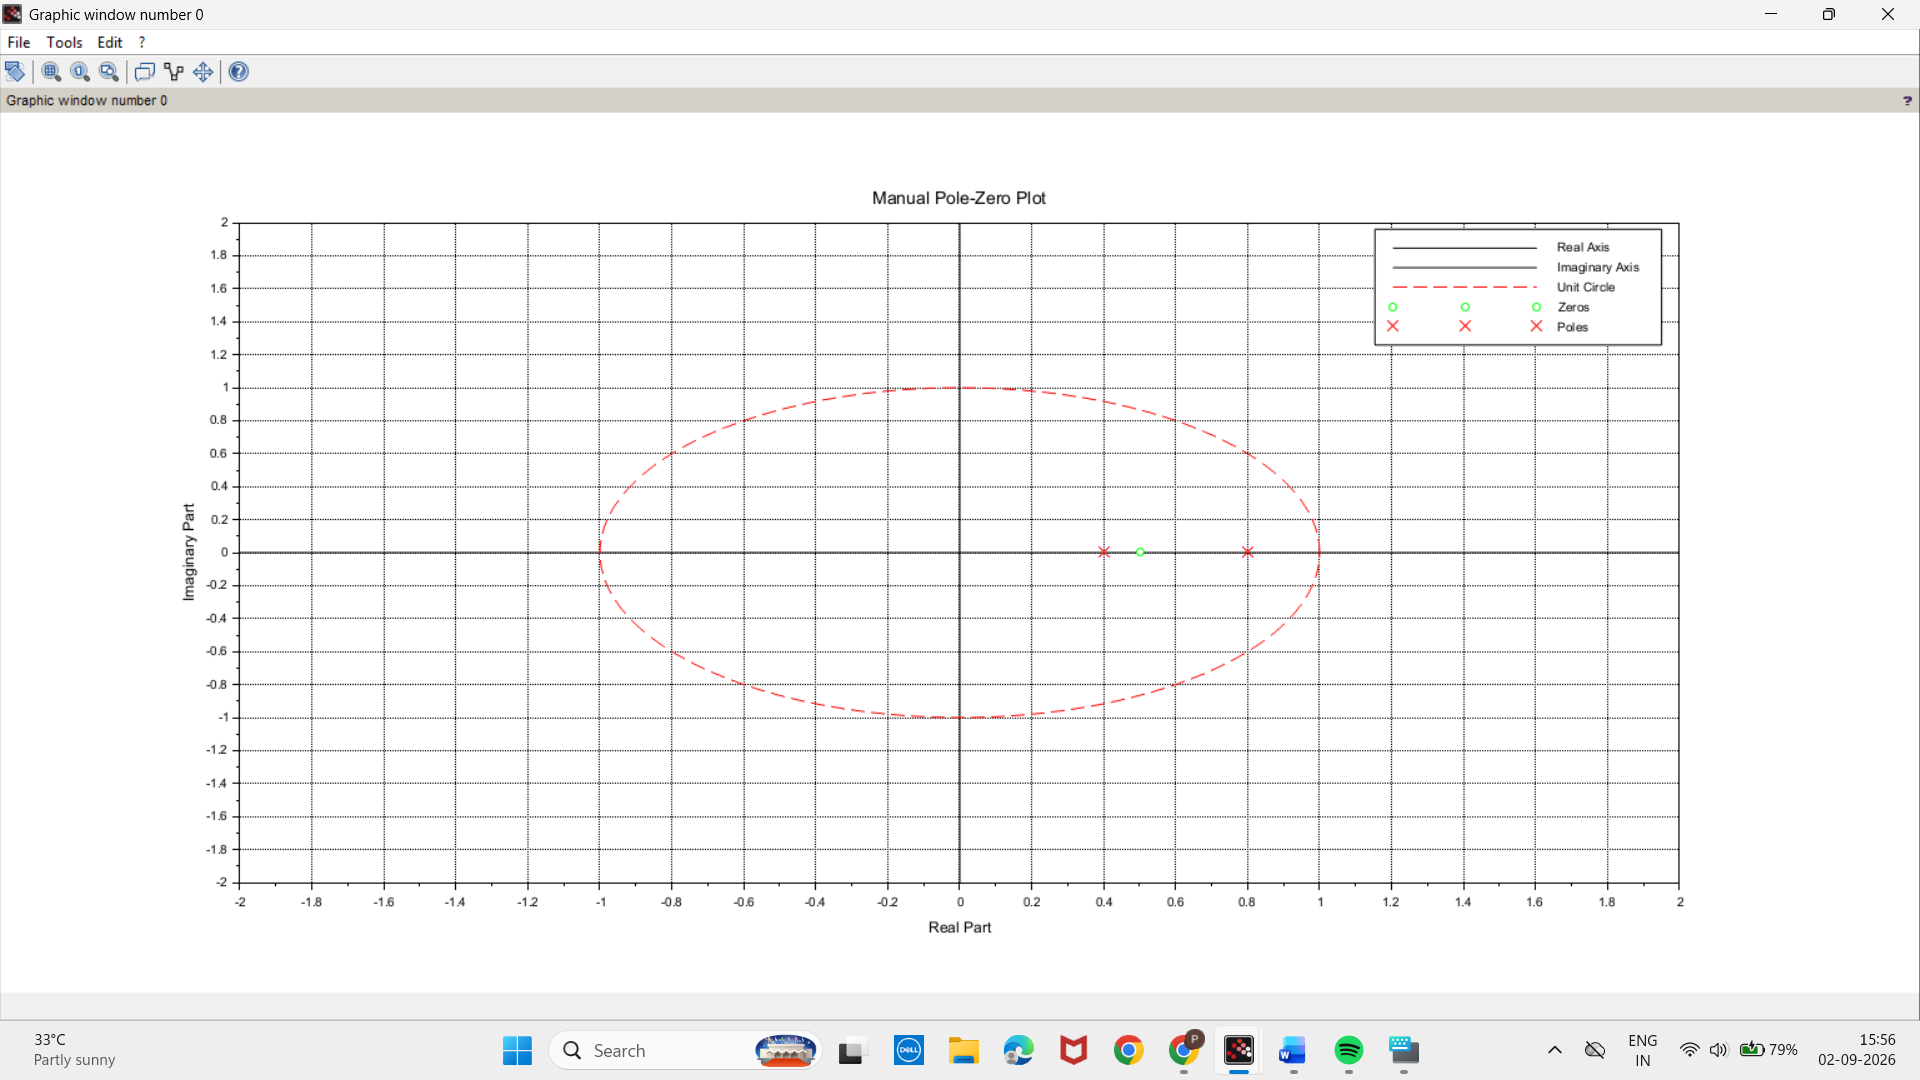 Graphic window number 0
File Tools Edit ?
Graphic window number 0 ?
Manual Pole-Zero Plot
2
1.8
1.6
1.4
1.2
1
0.8
0.6
0.4
0.2
0
-0.2
-0.4
-0.6
-0.8
-1
-1.2
-1.4
-1.6
-1.8
-2
Imaginary Part
Real Axis
Imaginary Axis
Unit Circle
Zeros
Poles
-2 -1.8 -1.6 -1.4 -1.2 -1 -0.8 -0.6 -0.4 -0.2 0 0.2 0.4 0.6 0.8 1 1.2 1.4 1.6 1.8 2
Real Part
33°C
Partly sunny
Search
DELL
P
W
ENG
IN
79%
15:56
02-09-2026